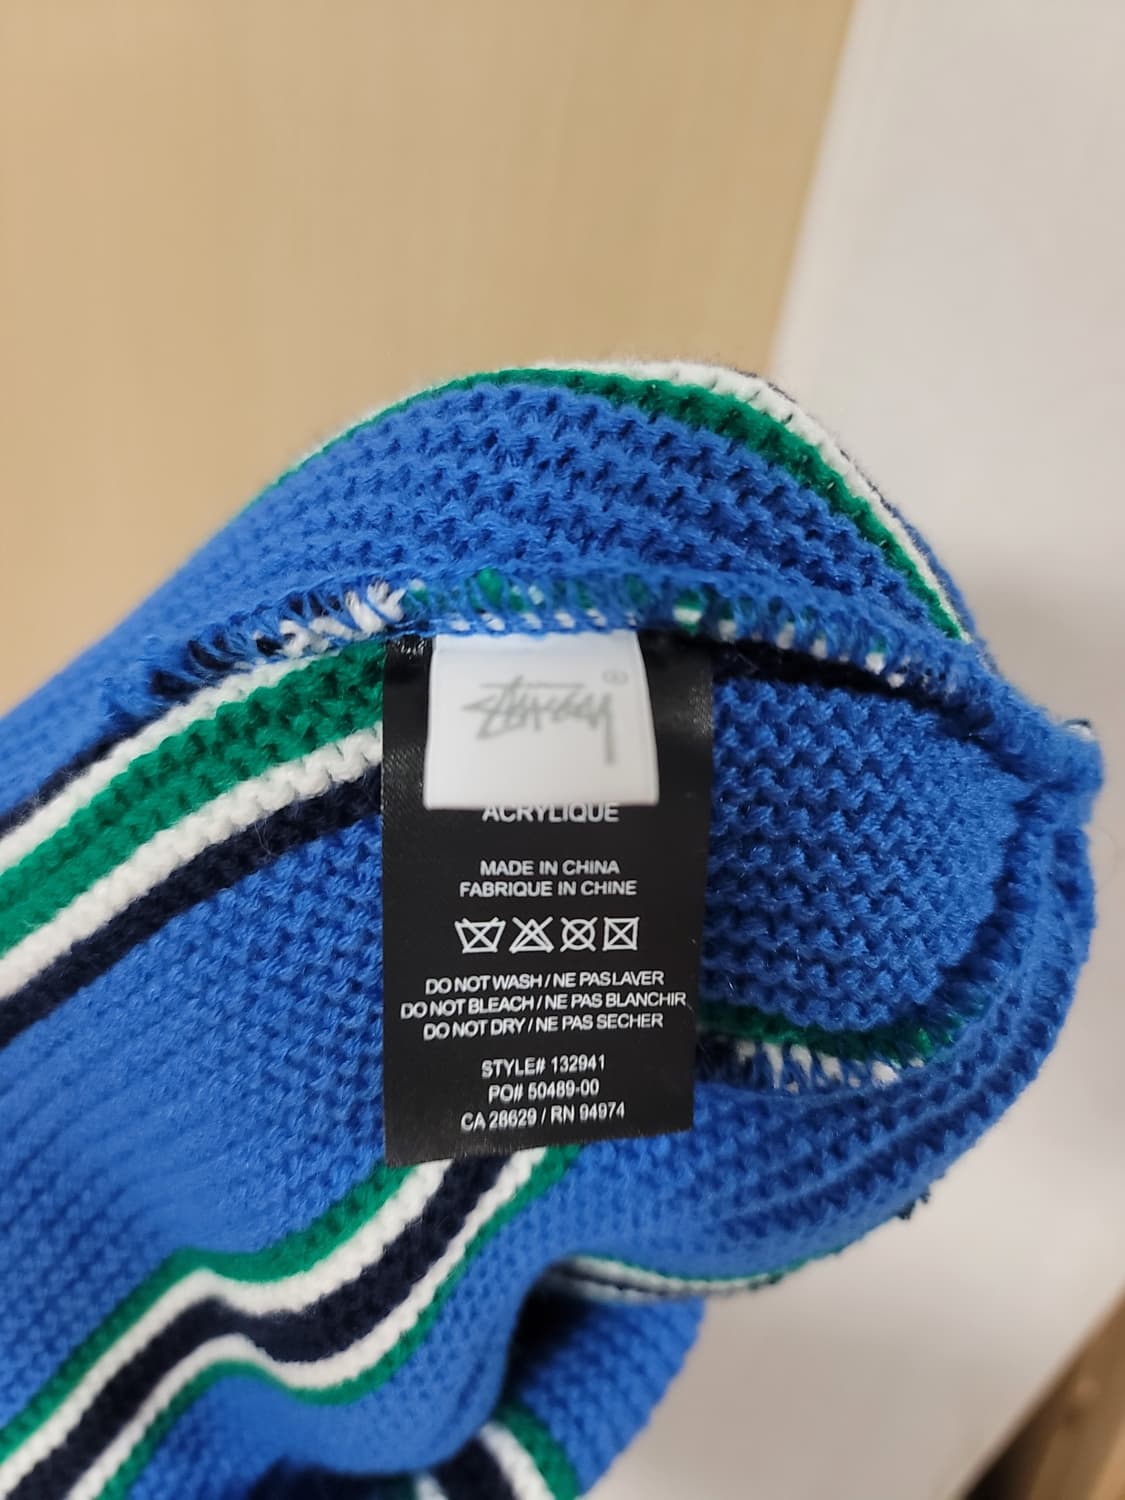 Stüssy ®
ACRYLIQUE
MADE IN CHINA
FABRIQUE IN CHINE
DO NOT WASH / NE PAS LAVER
DO NOT BLEACH / NE PAS BLANCHIR
DO NOT DRY / NE PAS SECHER
STYLE# 132941
PO# 50489-00
CA 28629 / RN 94974